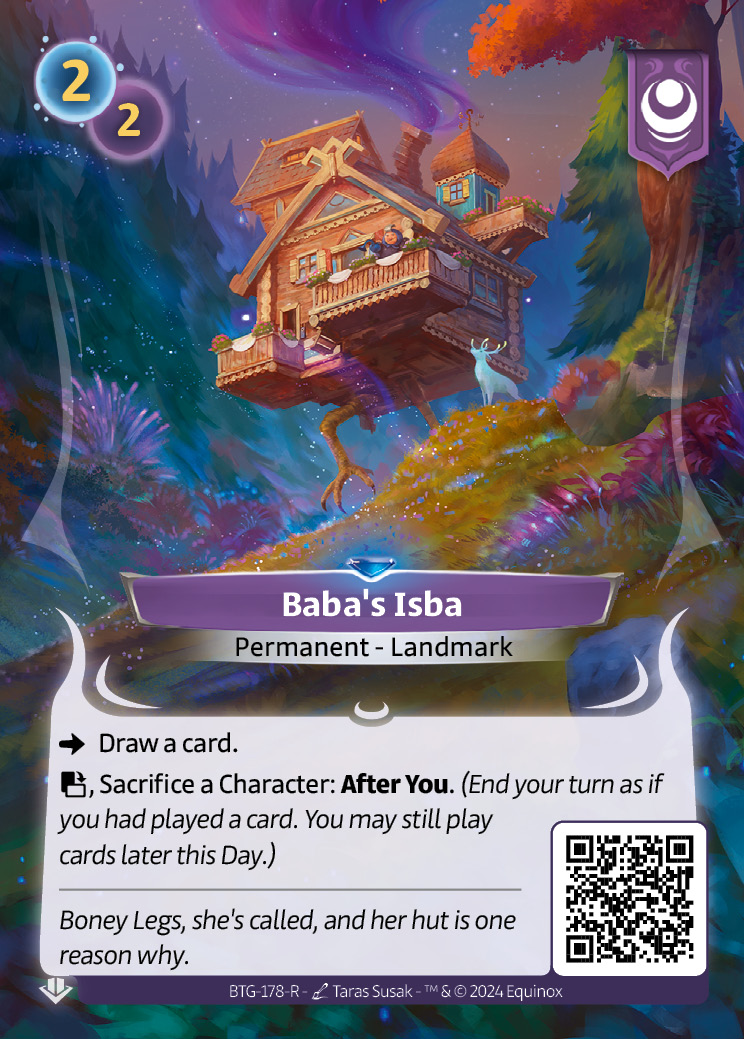 2
2
Baba's Isba
Permanent - Landmark
Draw a card.
, Sacrifice a Character: After You. (End your turn as if
you had played a card. You may still play
cards later this Day.)
Boney Legs, she's called, and her hut is one
reason why.
BTG-178-R - Taras Susak - ™ & © 2024 Equinox